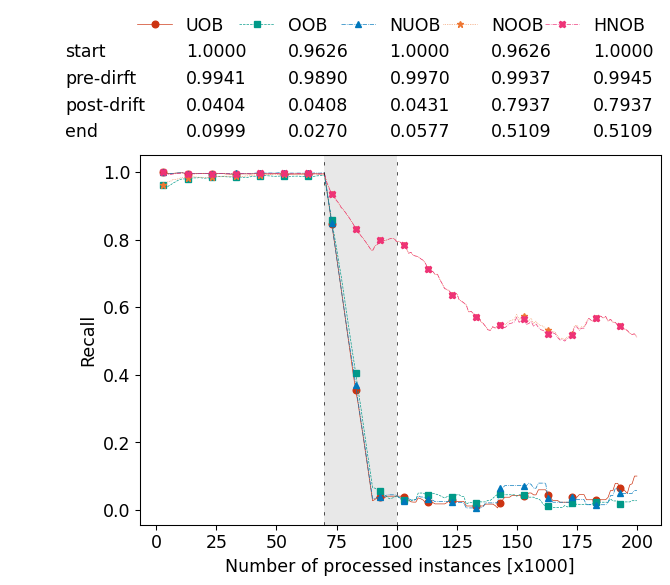 UOB OOB NUOB NOOB HNOB
start 1.0000 0.9626 1.0000 0.9626 1.0000
pre-dirft 0.9941 0.9890 0.9970 0.9937 0.9945
post-drift 0.0404 0.0408 0.0431 0.7937 0.7937
end 0.0999 0.0270 0.0577 0.5109 0.5109
1.0
0.8
0.6
0.4
0.2
0.0
Recall
0 25 50 75 100 125 150 175 200
Number of processed instances [x1000]